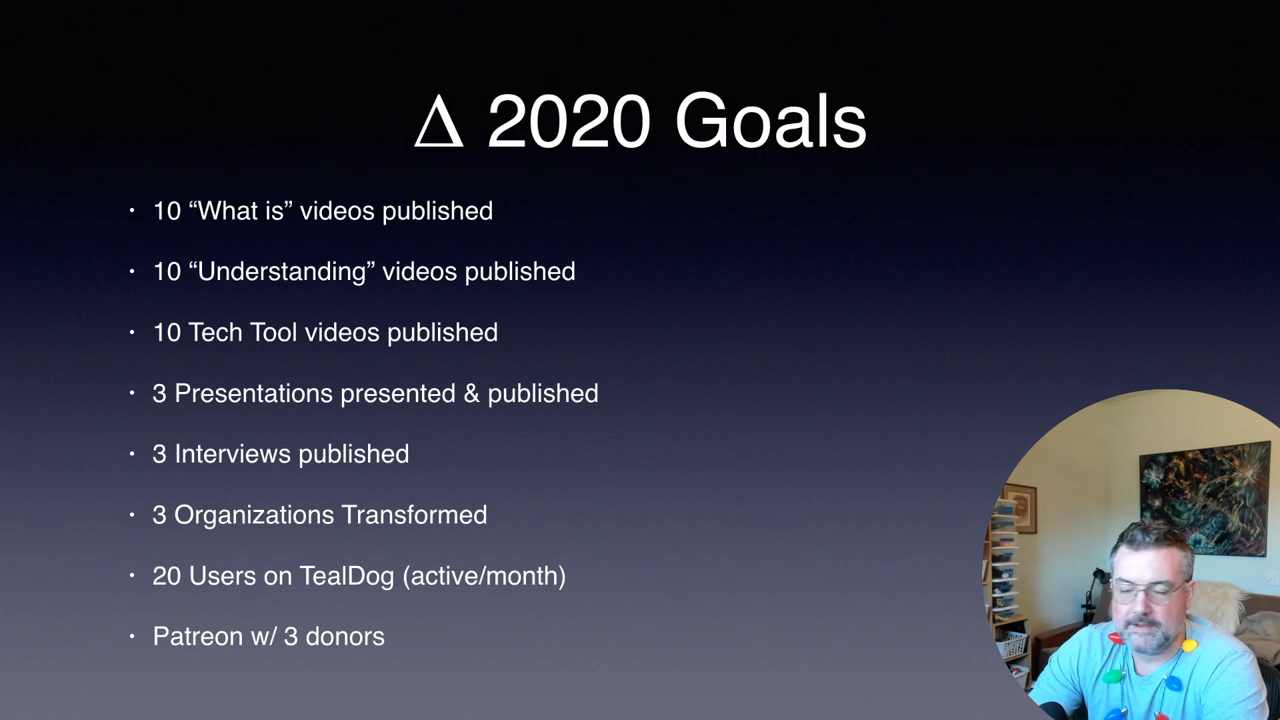 Δ 2020 Goals
• 10 “What is” videos published
• 10 “Understanding” videos published
• 10 Tech Tool videos published
• 3 Presentations presented & published
• 3 Interviews published
• 3 Organizations Transformed
• 20 Users on TealDog (active/month)
• Patreon w/ 3 donors